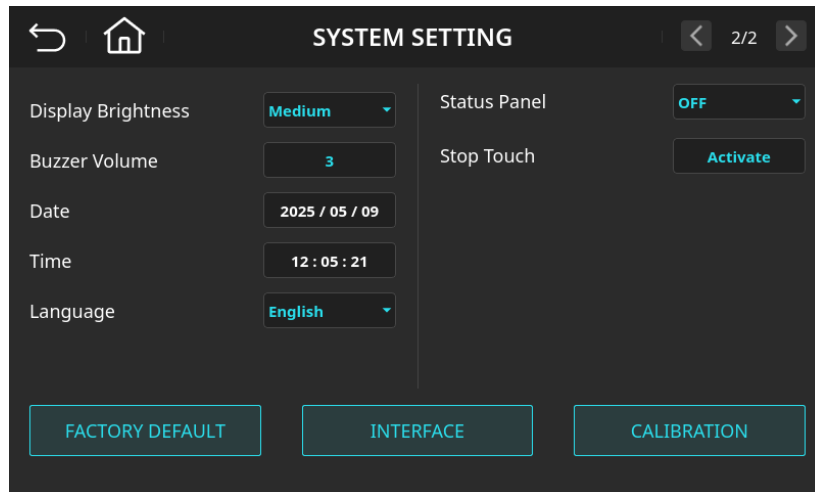 SYSTEM SETTING
2/2
Display Brightness Medium
Buzzer Volume 3
Date 2025 / 05 / 09
Time 12 : 05 : 21
Language English
Status Panel OFF
Stop Touch Activate
FACTORY DEFAULT
INTERFACE
CALIBRATION